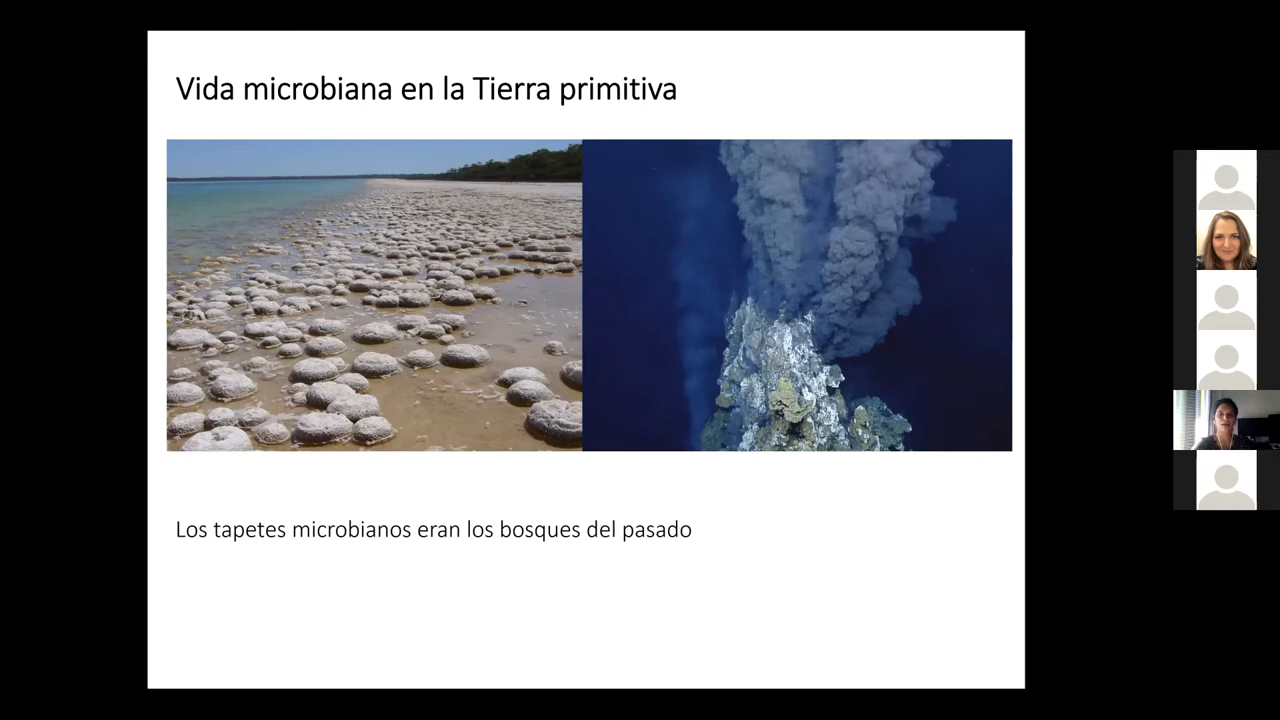 Vida microbiana en la Tierra primitiva
Los tapetes microbianos eran los bosques del pasado